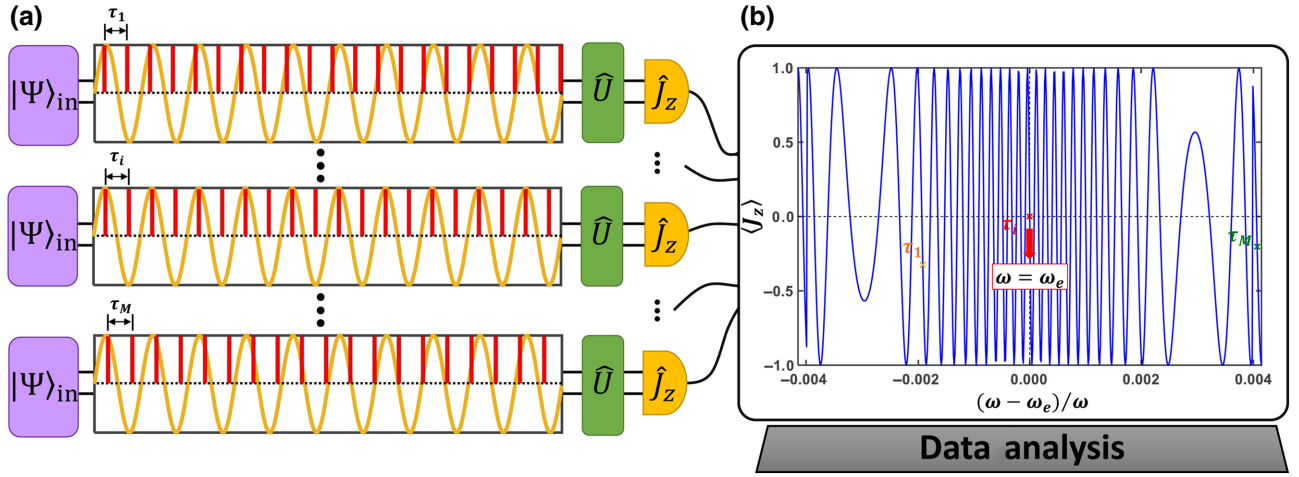 (a)
τ₁
|Ψ⟩in
Û
Ĵz
τᵢ
|Ψ⟩in
Û
Ĵz
τM
|Ψ⟩in
Û
Ĵz
(b)
1.0
0.5
0.0
−0.5
−1.0
⟨Ĵz⟩
τ₁
τᵢ
τM
ω = ωₑ
−0.004
−0.002
0.000
0.002
0.004
(ω − ωₑ)/ω
Data analysis